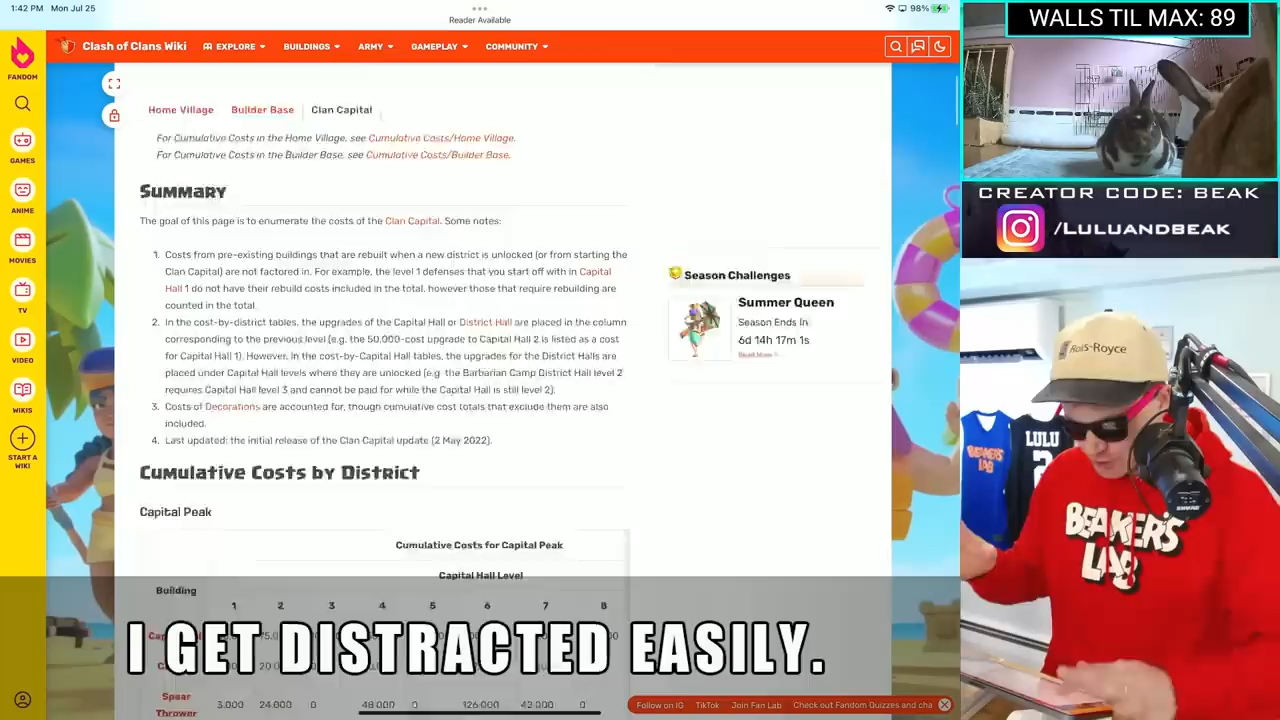 1:42 PM Mon Jul 25
98%
Reader Available
WALLS TIL MAX: 89
FANDOM
Clash of Clans Wiki
EXPLORE
BUILDINGS
ARMY
GAMEPLAY
COMMUNITY
GAMES
ANIME
MOVIES
TV
VIDEO
WIKIS
START A
WIKI
Home Village
Builder Base
Clan Capital
For Cumulative Costs in the Home Village, see Cumulative Costs/Home Village.
For Cumulative Costs in the Builder Base, see Cumulative Costs/Builder Base.
Summary
The goal of this page is to enumerate the costs of the Clan Capital. Some notes:
1. Costs from pre-existing buildings that are rebuilt when a new district is unlocked (or from starting the
Clan Capital) are not factored in. For example, the level 1 defenses that you start off with in Capital
Hall 1 do not have their rebuild costs included in the total, however those that require rebuilding are
counted in the total.
2. In the cost-by-district tables, the upgrades of the Capital Hall or District Hall are placed in the column
corresponding to the previous level (e.g. the 50,000-cost upgrade to Capital Hall 2 is listed as a cost
for Capital Hall 1). However, in the cost-by-Capital Hall tables, the upgrades for the District Halls are
placed under Capital Hall levels where they are unlocked (e.g. the Barbarian Camp District Hall level 2
requires Capital Hall level 3 and cannot be paid for while the Capital Hall is still level 2).
3. Costs of Decorations are accounted for, though cumulative cost totals that exclude them are also
included.
4. Last updated: the initial release of the Clan Capital update (2 May 2022).
Season Challenges
Summer Queen
Season Ends In:
6d 14h 17m 1s
Read More
Cumulative Costs by District
Capital Peak
Cumulative Costs for Capital Peak
Capital Hall Level
Building
1 2 3 4 5 6 7 8
I GET DISTRACTED EASILY.
Spear
Thrower
3,000 24,000 0 48,000 0 126,000 42,000 0
Follow on IG
TikTok
Join Fan Lab
Check out Fandom Quizzes and cha
CREATOR CODE: BEAK
/LULUANDBEAK
Rolls-Royce
BEAKER'S
LAB
LULU
2
BEAKER'S
LAB
SHURE